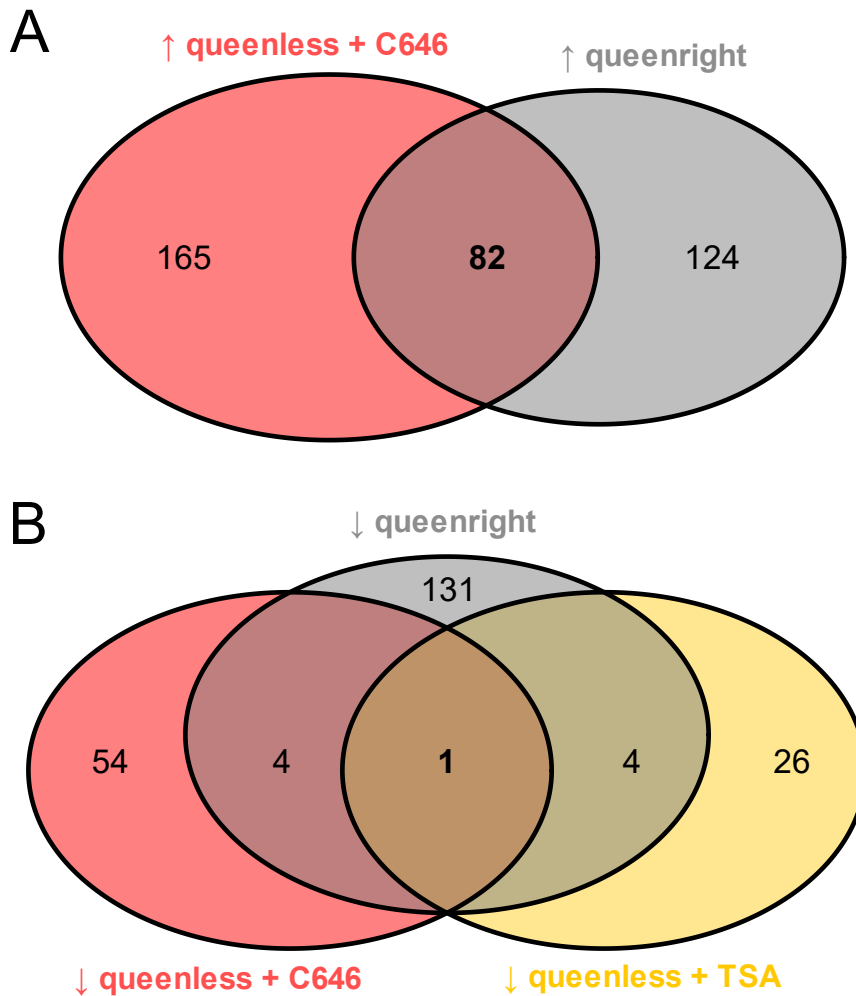 A
↑ queenless + C646
↑ queenright
165
82
124
B
↓ queenright
131
54
4
1
4
26
↓ queenless + C646
↓ queenless + TSA